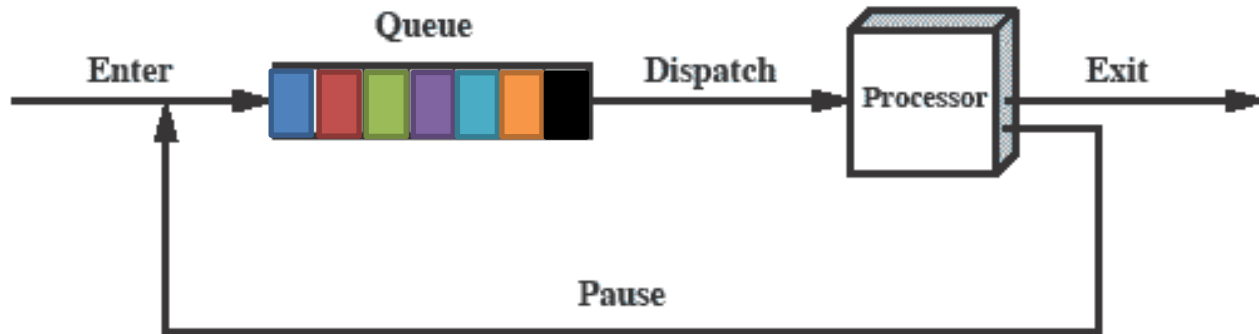 Queue
Enter
Dispatch
Exit
Processor
Pause